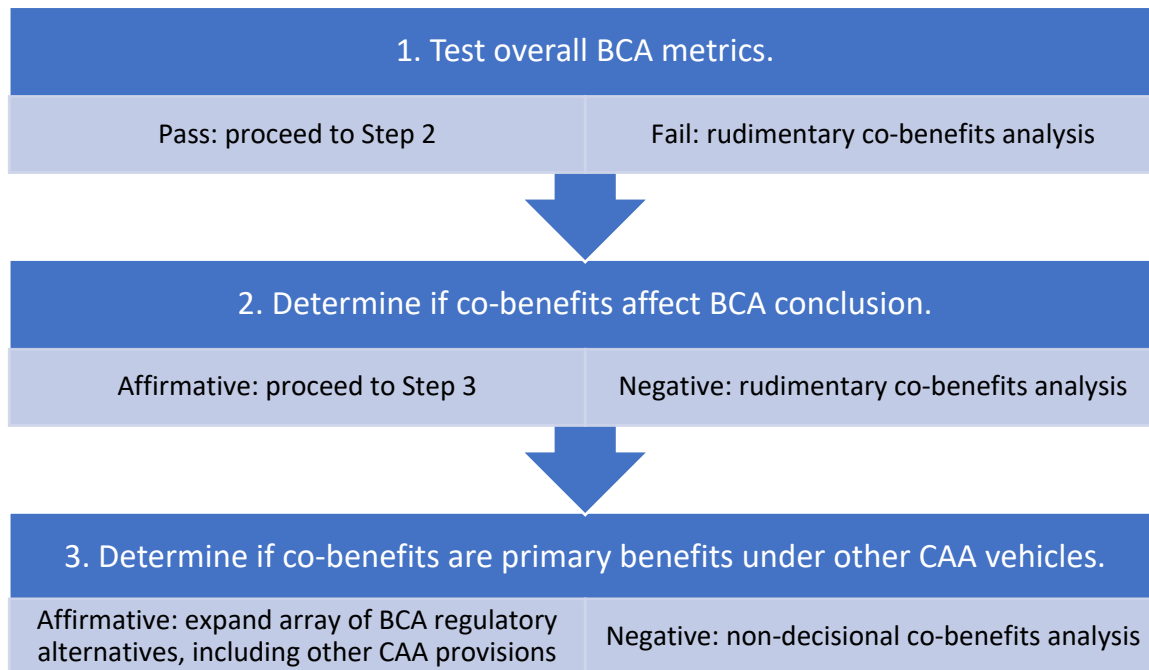 1. Test overall BCA metrics.
Pass: proceed to Step 2
Fail: rudimentary co-benefits analysis
2. Determine if co-benefits affect BCA conclusion.
Affirmative: proceed to Step 3
Negative: rudimentary co-benefits analysis
3. Determine if co-benefits are primary benefits under other CAA vehicles.
Affirmative: expand array of BCA regulatory
alternatives, including other CAA provisions
Negative: non-decisional co-benefits analysis